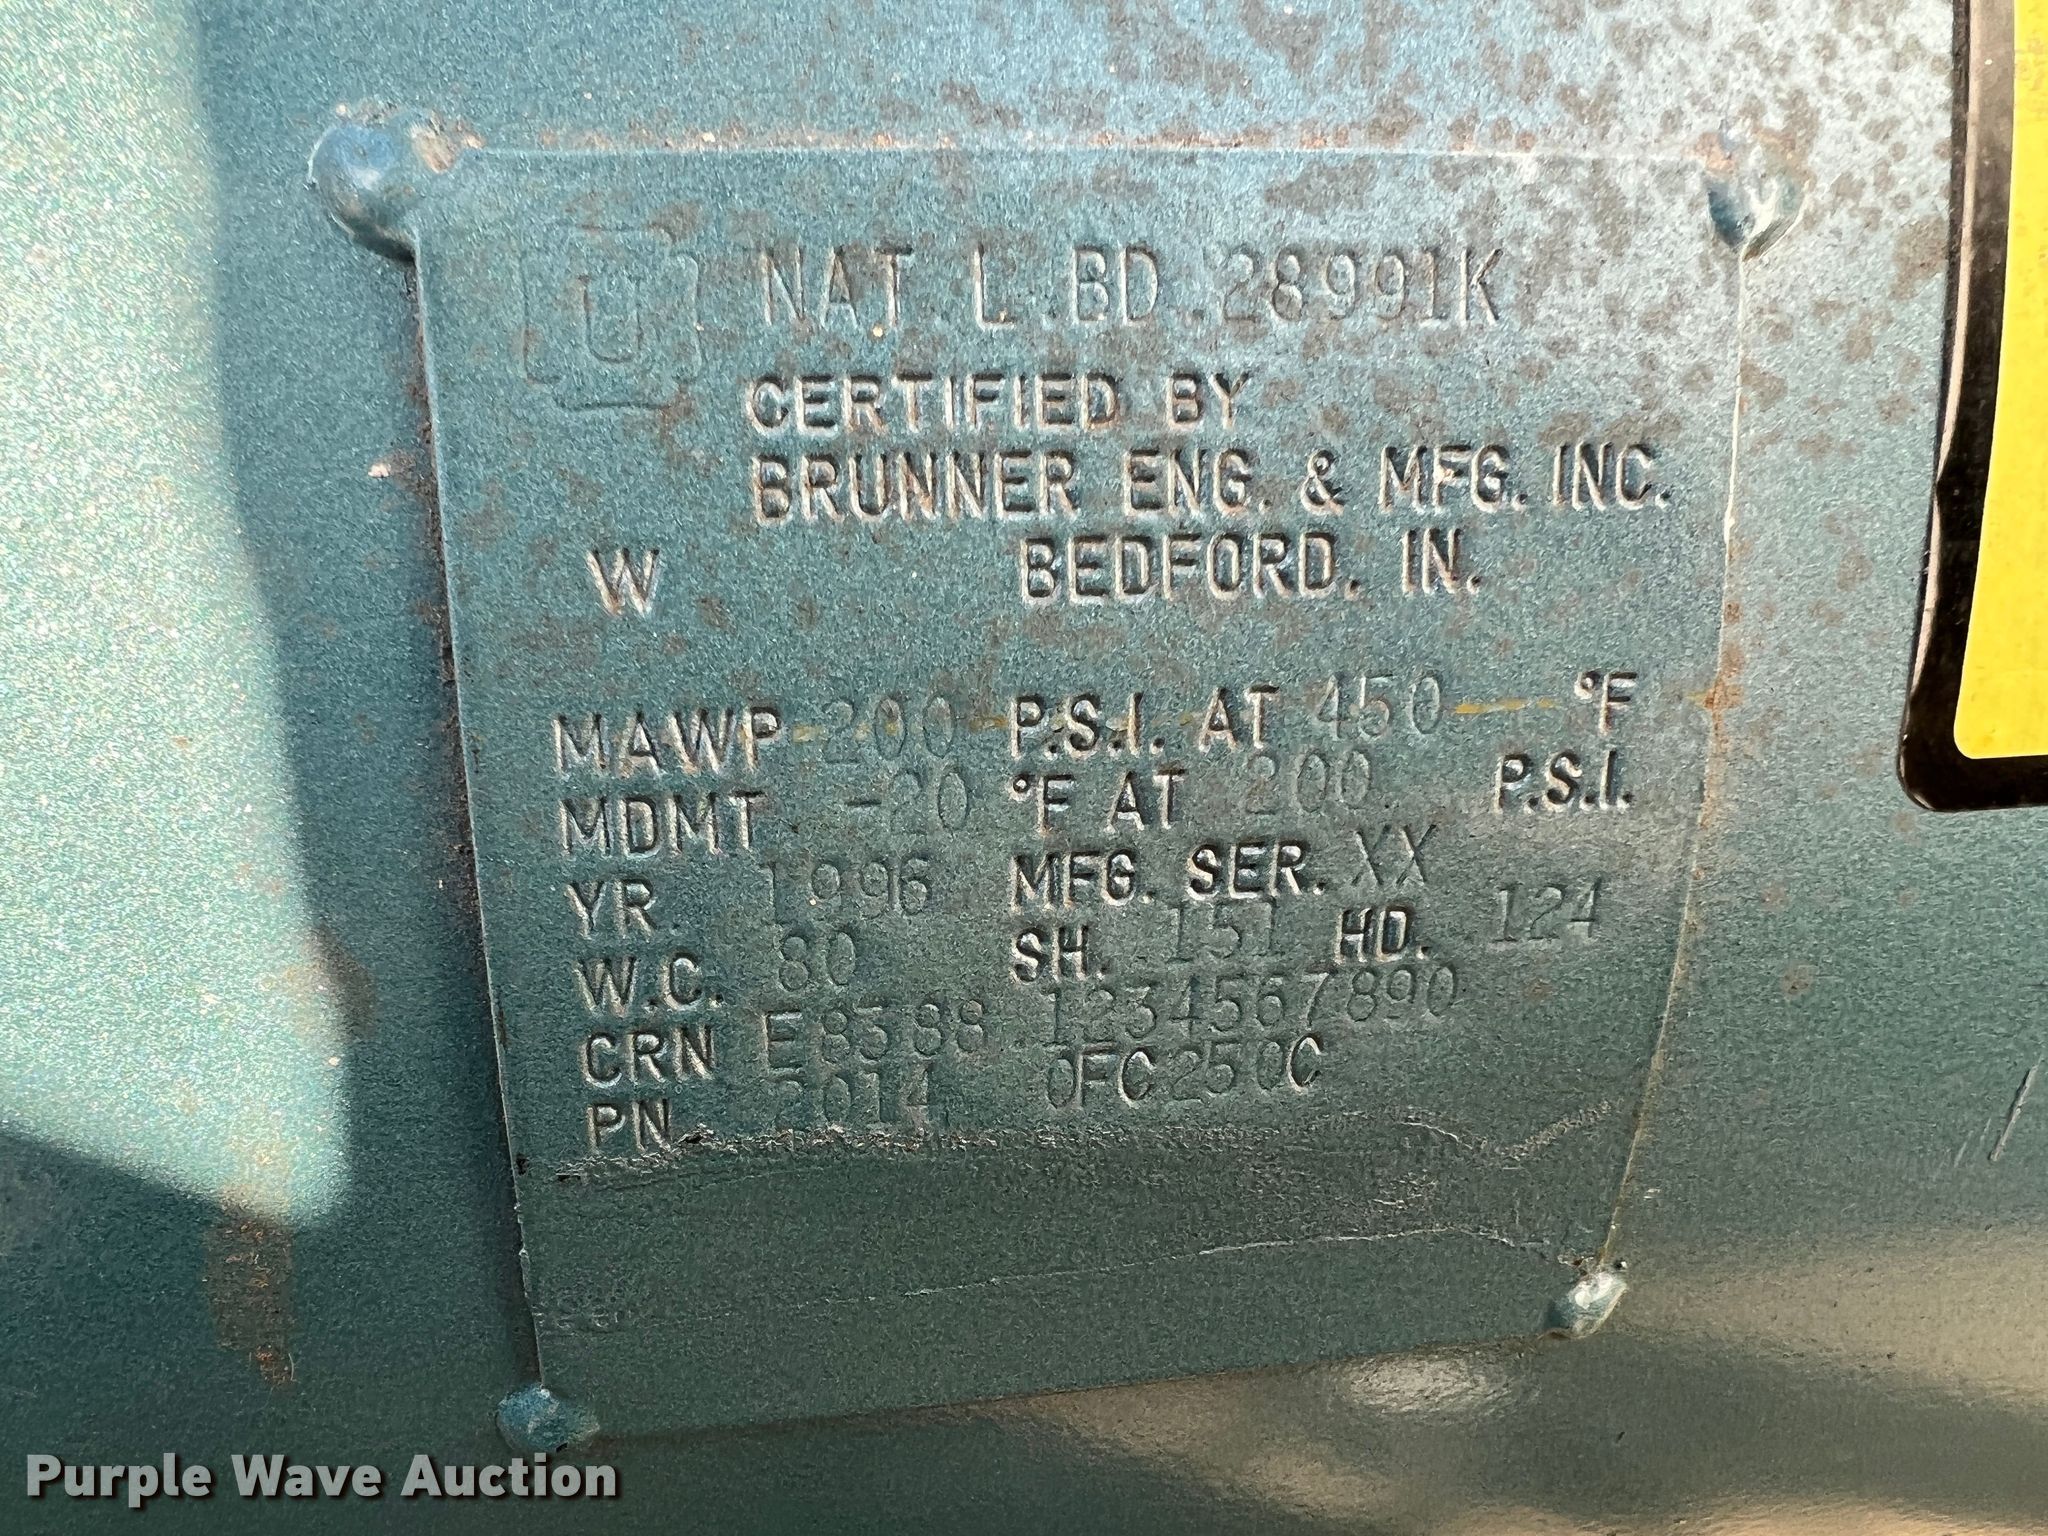 U NAT. L. BD. 28991K
CERTIFIED BY
BRUNNER ENG. & MFG. INC.
W BEDFORD, IN.
MAWP 200 P.S.I. AT 450 °F
MDMT -20 °F AT 200 P.S.I.
YR. 1996 MFG. SER. XX
W.C. 80 SH. .151 HD. 124
CRN E8388.1234567890
PN 2014 OFC250C
Purple Wave Auction